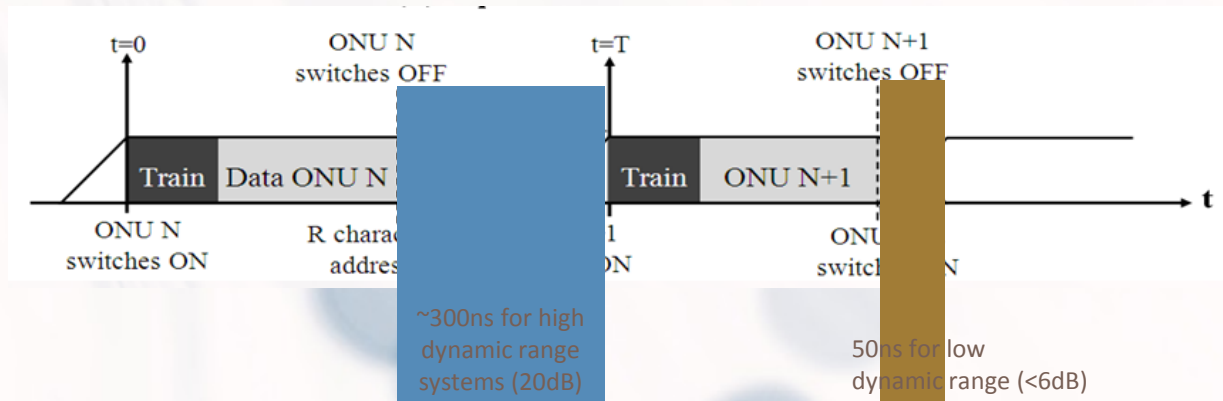 t=0
ONU N
switches OFF
t=T
ONU N+1
switches OFF
Train
Data ONU N
Train
ONU N+1
t
ONU N
switches ON
R
~300ns for high
dynamic range
systems (20dB)
50ns for low
dynamic range (<6dB)